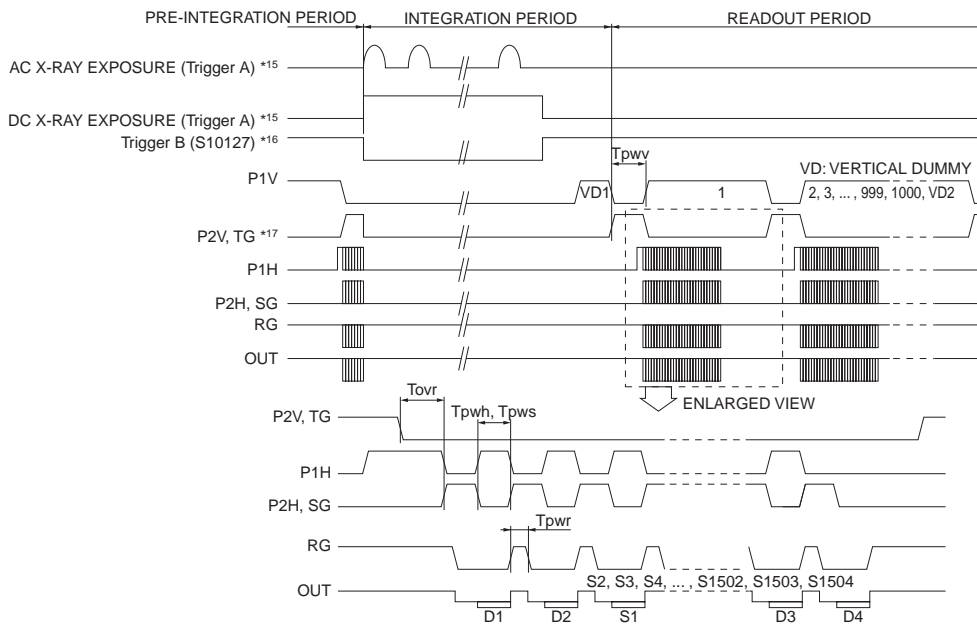 PRE-INTEGRATION PERIOD INTEGRATION PERIOD READOUT PERIOD
AC X-RAY EXPOSURE (Trigger A) *15
DC X-RAY EXPOSURE (Trigger A) *15
Trigger B (S10127) *16
Tpwv
VD: VERTICAL DUMMY
P1V VD1 1 2, 3, ... , 999, 1000, VD2
P2V, TG *17
P1H
P2H, SG
RG
OUT
ENLARGED VIEW
Tovr
Tpwh, Tpws
P2V, TG
P1H
P2H, SG
Tpwr
RG
S2, S3, S4, ... , S1502, S1503, S1504
OUT
D1 D2 S1 D3 D4